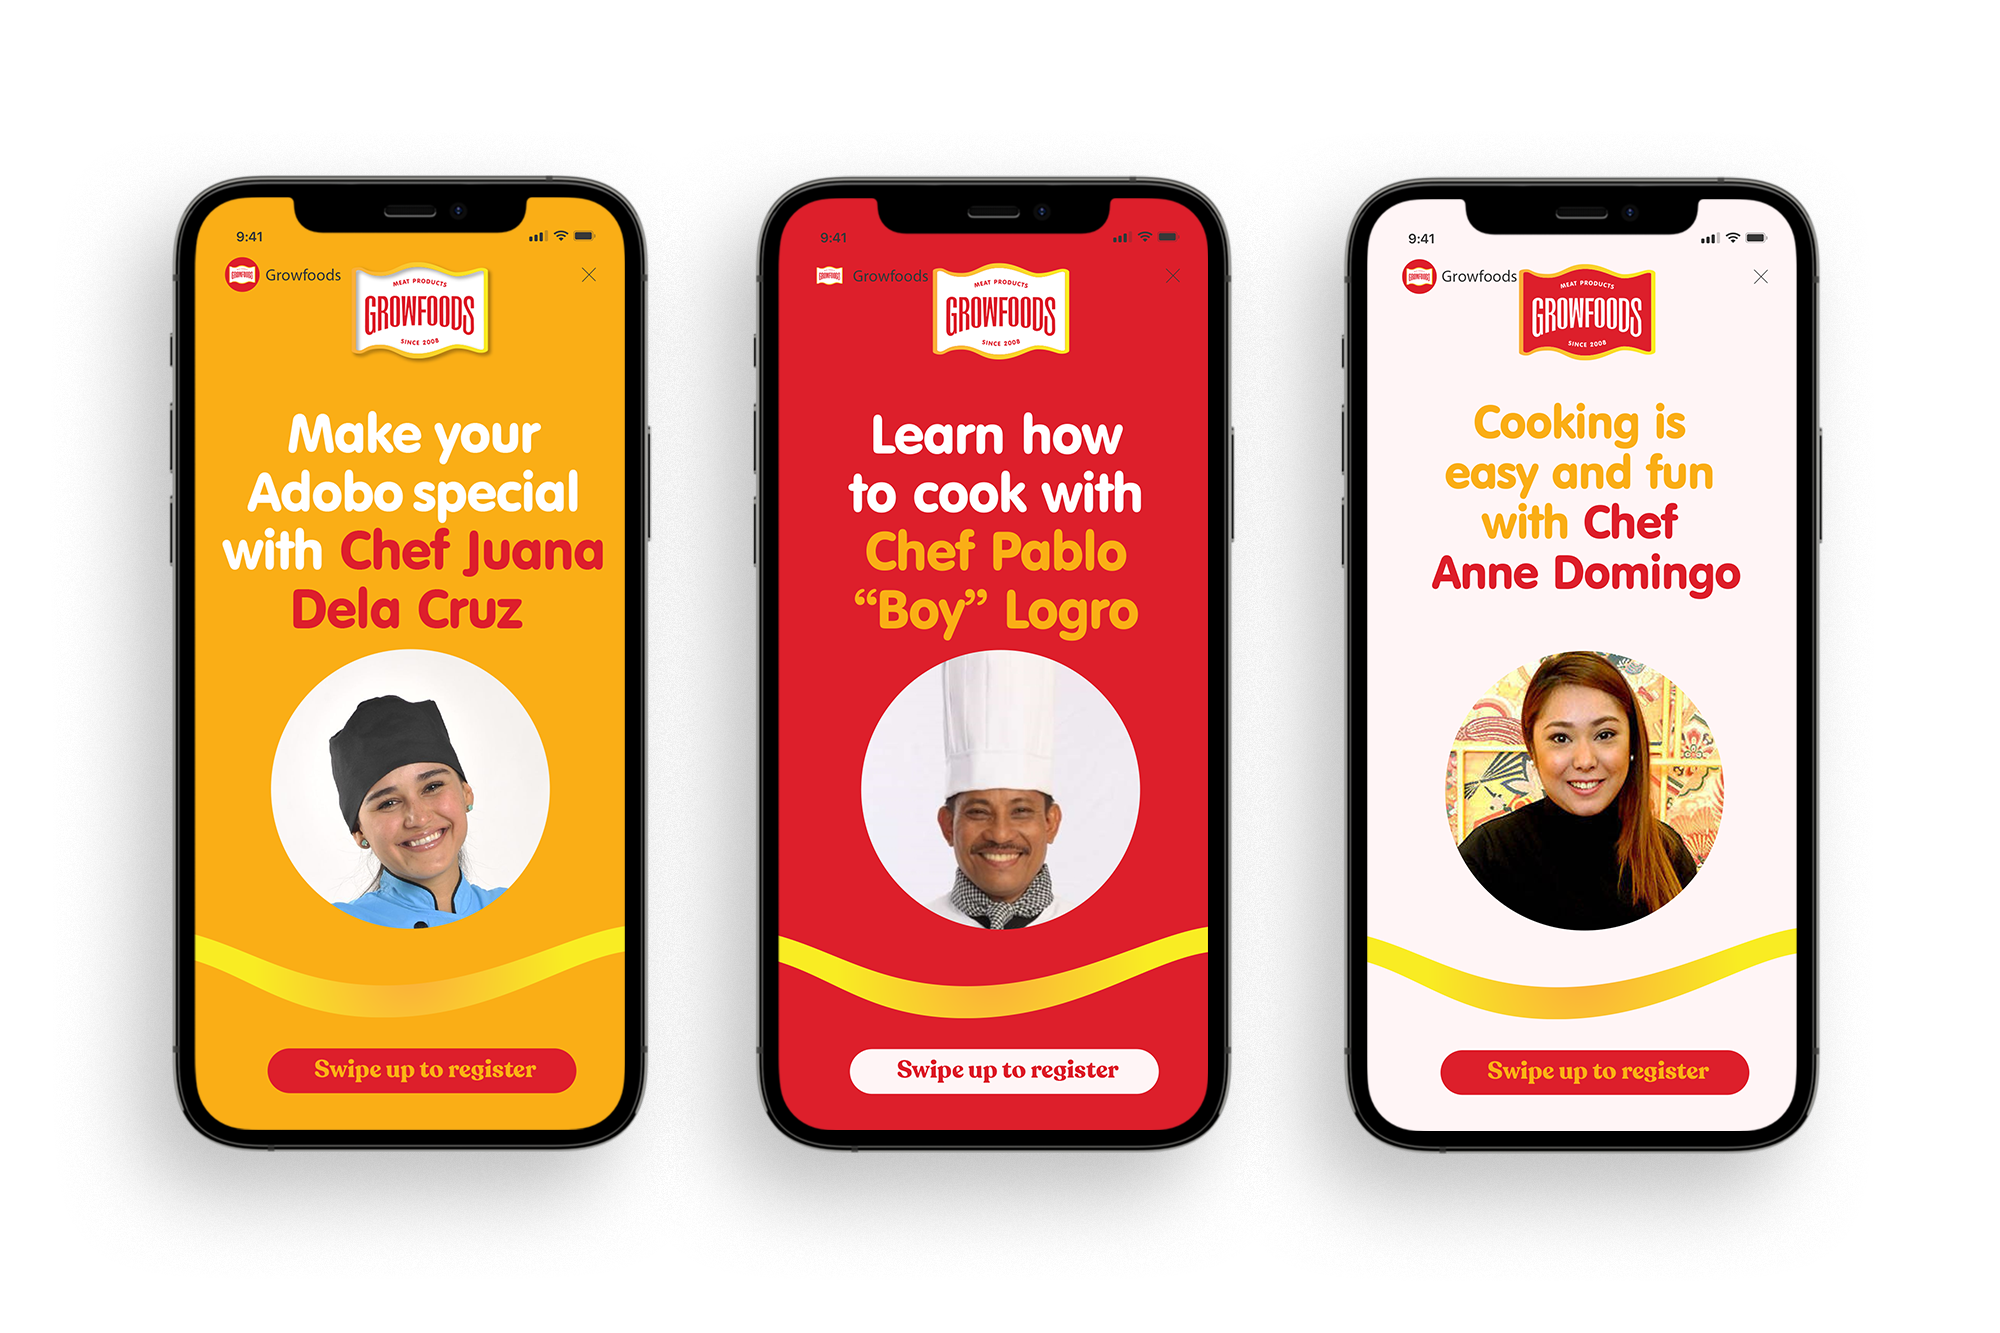 9:41
Growfoods
GROWFOODS
MEAT PRODUCTS
GROWFOODS
SINCE 2008
Make your
Adobo special
with Chef Juana
Dela Cruz
Swipe up to register
9:41
Growfoods
GROWFOODS
MEAT PRODUCTS
GROWFOODS
SINCE 2008
Learn how
to cook with
Chef Pablo
“Boy” Logro
Swipe up to register
9:41
Growfoods
GROWFOODS
MEAT PRODUCTS
GROWFOODS
SINCE 2008
Cooking is
easy and fun
with Chef
Anne Domingo
Swipe up to register